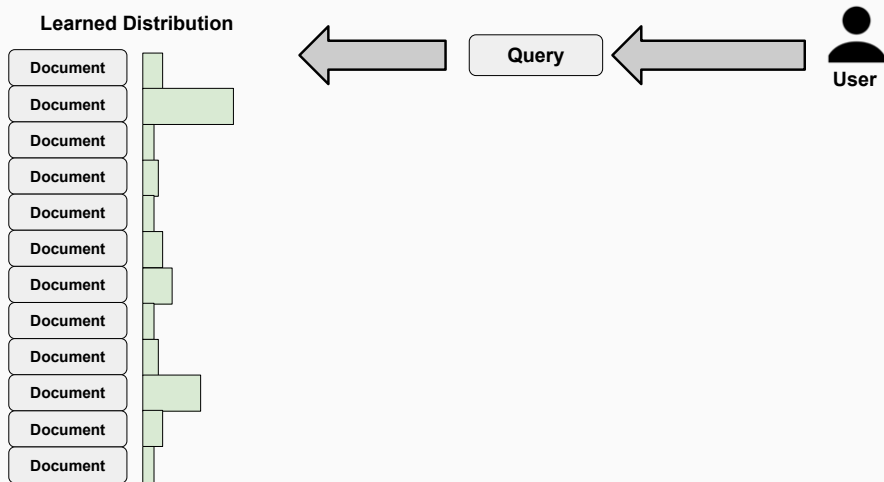 Learned Distribution
Query
User
Document
Document
Document
Document
Document
Document
Document
Document
Document
Document
Document
Document